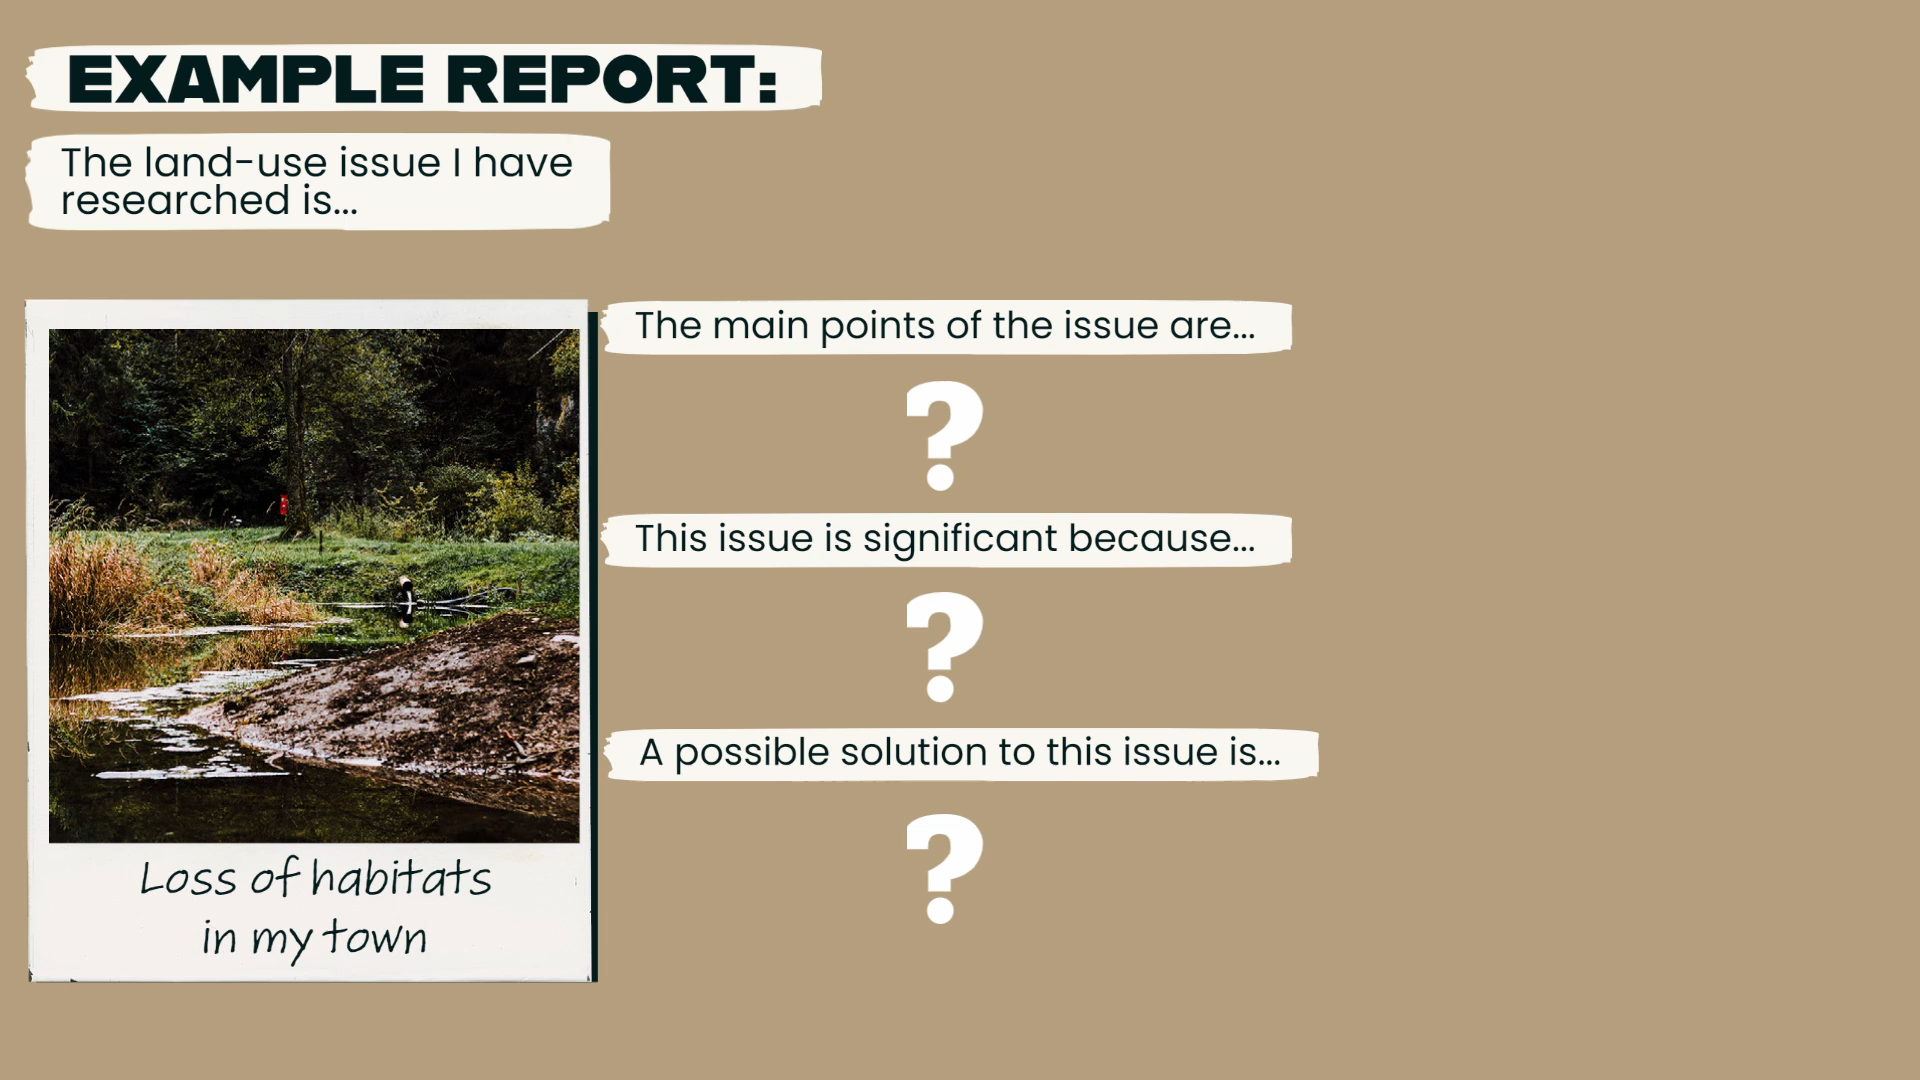 EXAMPLE REPORT:
The land-use issue I have
researched is...
The main points of the issue are...
?
This issue is significant because...
?
A possible solution to this issue is...
?
Loss of habitats
in my town